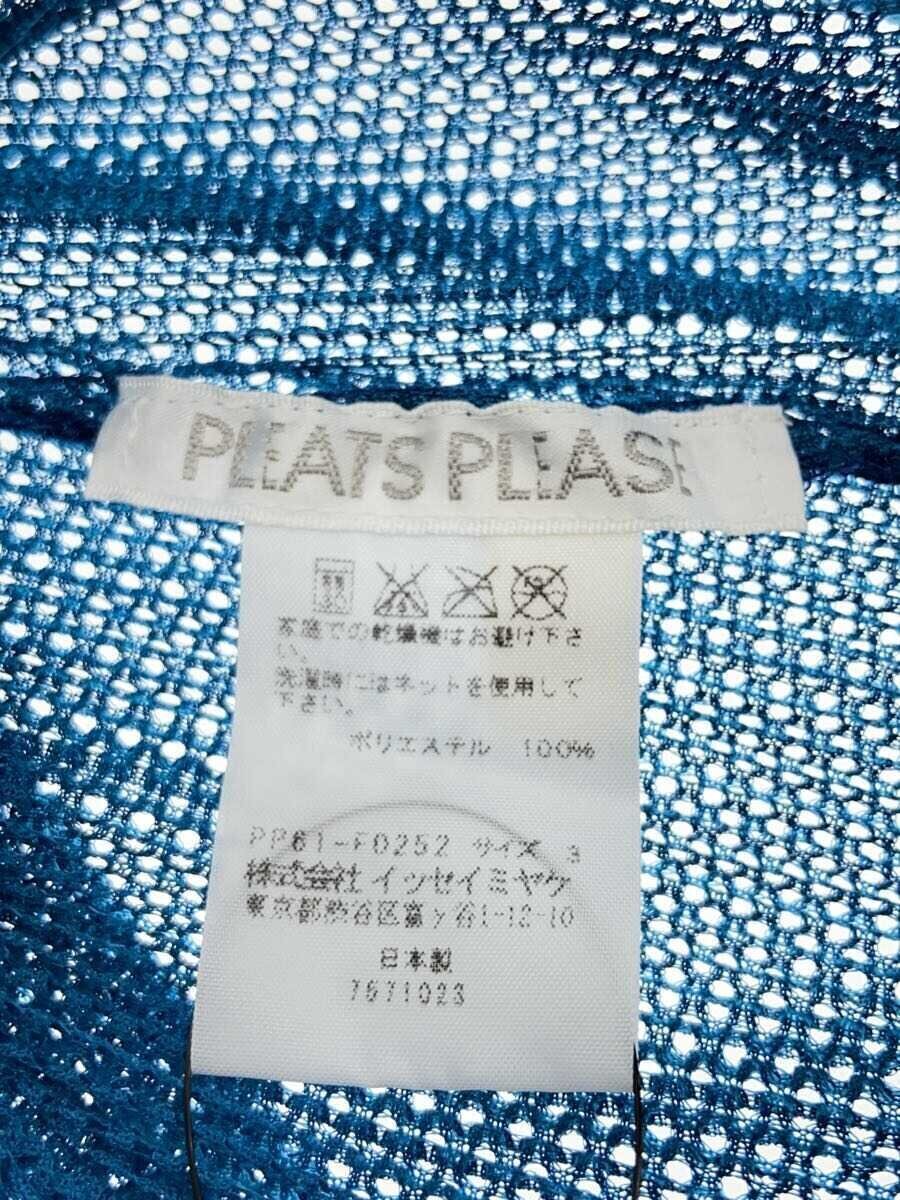 PLEATS PLEASE
家庭での乾燥機はお避け下さ
い。
洗濯時にはネットを使用して
下さい。
ポリエステル 100%
PP61-FD252 サイズ 3
株式会社イッセイミヤケ
東京都渋谷区富ヶ谷1-12-10
日本製
7671023